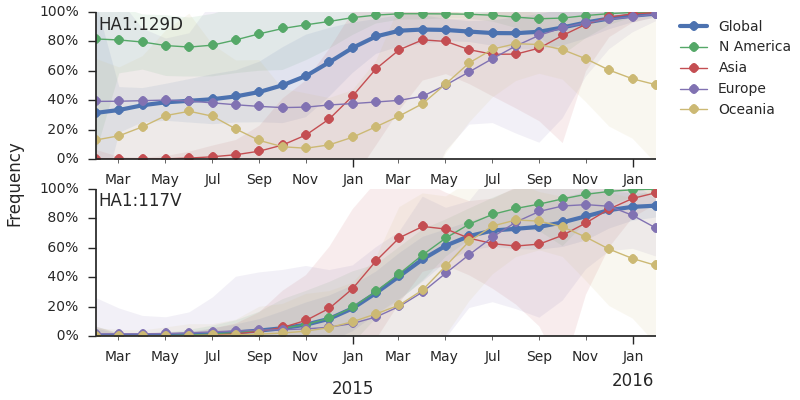 HA1:129D
100%
80%
60%
40%
20%
0%
Mar May Jul Sep Nov Jan Mar May Jul Sep Nov Jan
Global
N America
Asia
Europe
Oceania
Frequency
HA1:117V
100%
80%
60%
40%
20%
0%
Mar May Jul Sep Nov Jan Mar May Jul Sep Nov Jan
2015 2016